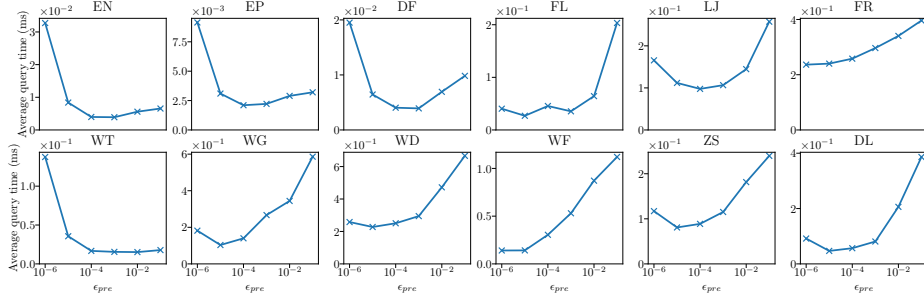 EN EP DF FL LJ FR
×10⁻² ×10⁻³ ×10⁻² ×10⁻¹ ×10⁻¹ ×10⁻¹
Average query time (ms)
3 2 1 0
7.5 5.0 2.5 0.0
2 1 0
2 1 0
2 1 0
4 2 0
WT WG WD WF ZS DL
×10⁻¹ ×10⁻¹ ×10⁻¹ ×10⁻¹
Average query time (ms)
1.0 0.5 0.0
6 4 2 0
6 4 2 0
1.0 0.5 0.0
2 1 0
4 2 0
10⁻⁶ 10⁻⁴ 10⁻² 10⁻⁶ 10⁻⁴ 10⁻² 10⁻⁶ 10⁻⁴ 10⁻² 10⁻⁶ 10⁻⁴ 10⁻² 10⁻⁶ 10⁻⁴ 10⁻² 10⁻⁶ 10⁻⁴ 10⁻²
ϵpre ϵpre ϵpre ϵpre ϵpre ϵpre